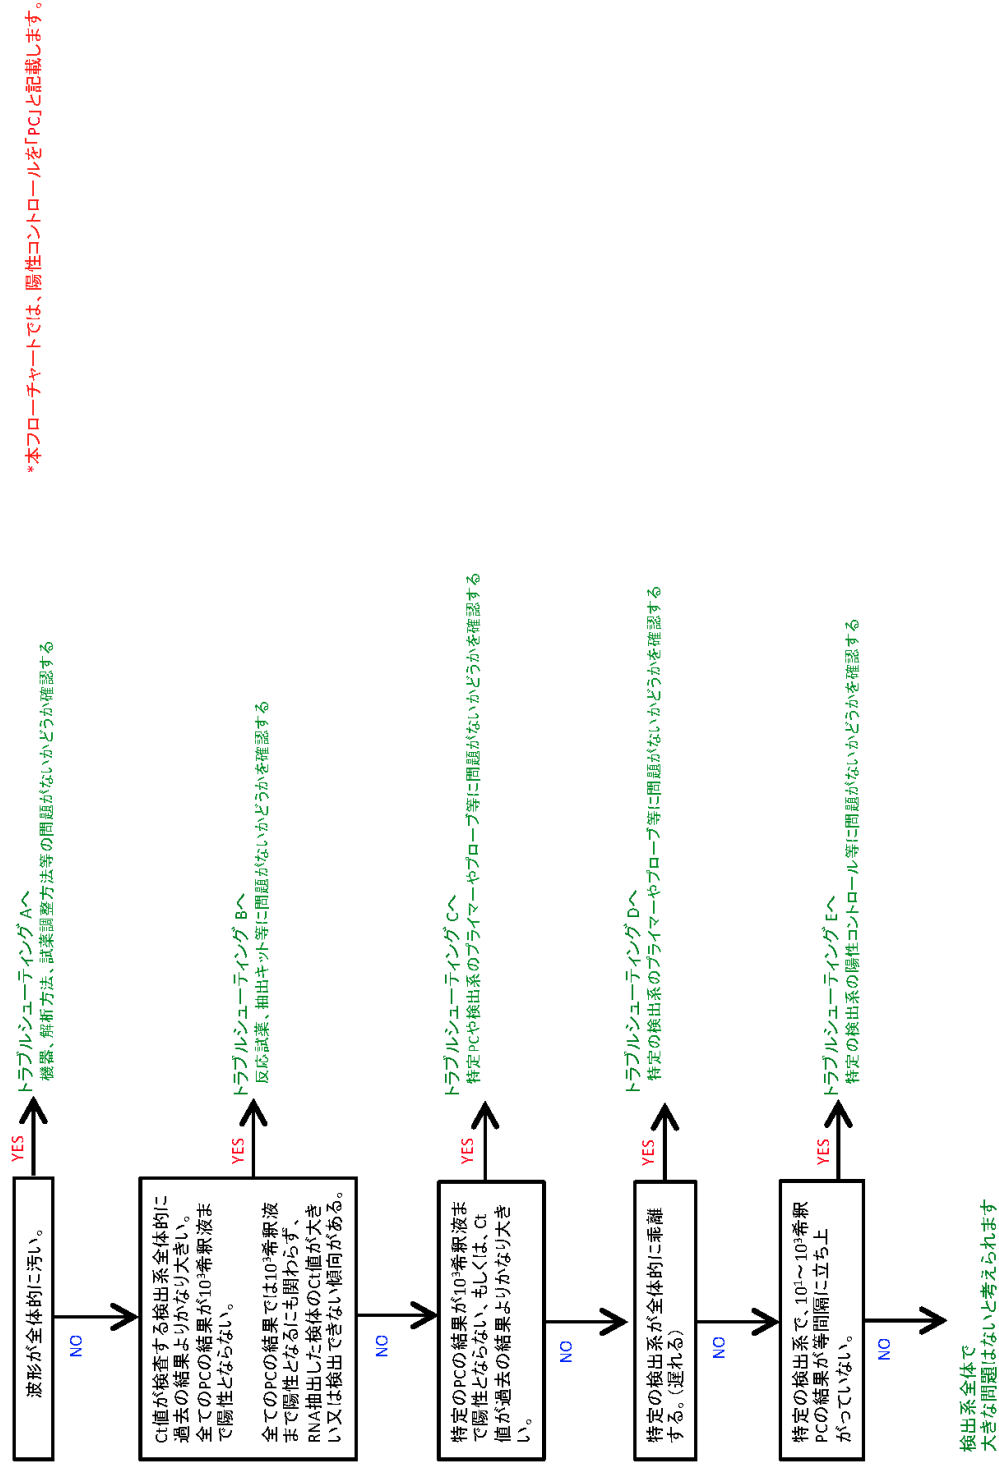 *本フローチャートでは、陽性コントロールを「PC」と記載します。
波形が全体的に汚い。
YES
トラブルシューティング Aへ
機器、解析方法、試薬調整方法等の問題がないかどうか確認する
NO
Ct値が検査する検出系全体的に
過去の結果よりかなり大きい。
全てのPCの結果が10³希釈液ま
で陽性とならない。
全てのPCの結果では10³希釈液
まで陽性となるにも関わらず、
RNA抽出した検体のCt値が大き
い又は検出できない傾向がある。
YES
トラブルシューティング Bへ
反応試薬、抽出キット等に問題がないかどうかを確認する
NO
特定のPCの結果が10³希釈液ま
で陽性とならない、もしくは、Ct
値が過去の結果よりかなり大き
い。
YES
トラブルシューティング Cへ
特定PCや検出系のプライマーやプローブ等に問題がないかどうかを確認する
NO
特定の検出系が全体的に乖離
する。(遅れる)
YES
トラブルシューティング Dへ
特定の検出系のプライマーやプローブ等に問題がないかどうかを確認する
NO
特定の検出系で、10¹～10³希釈
PCの結果が等間隔に立ち上
がっていない。
YES
トラブルシューティング Eへ
特定の検出系の陽性コントロール等に問題がないかどうかを確認する
NO
検出系全体で
大きな問題はないと考えられます